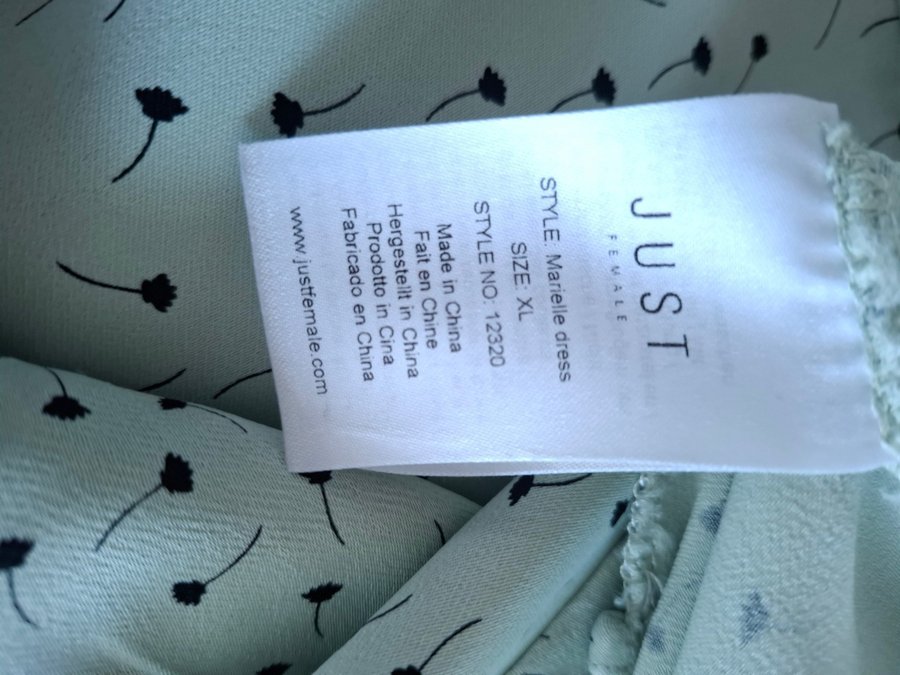 JUST
FEMALE
STYLE: Marielle dress
SIZE: XL
STYLE NO: 12320
Made in China
Fait en Chine
Hergestellt in China
Prodotto in Cina
Fabricado en China
www.justfemale.com